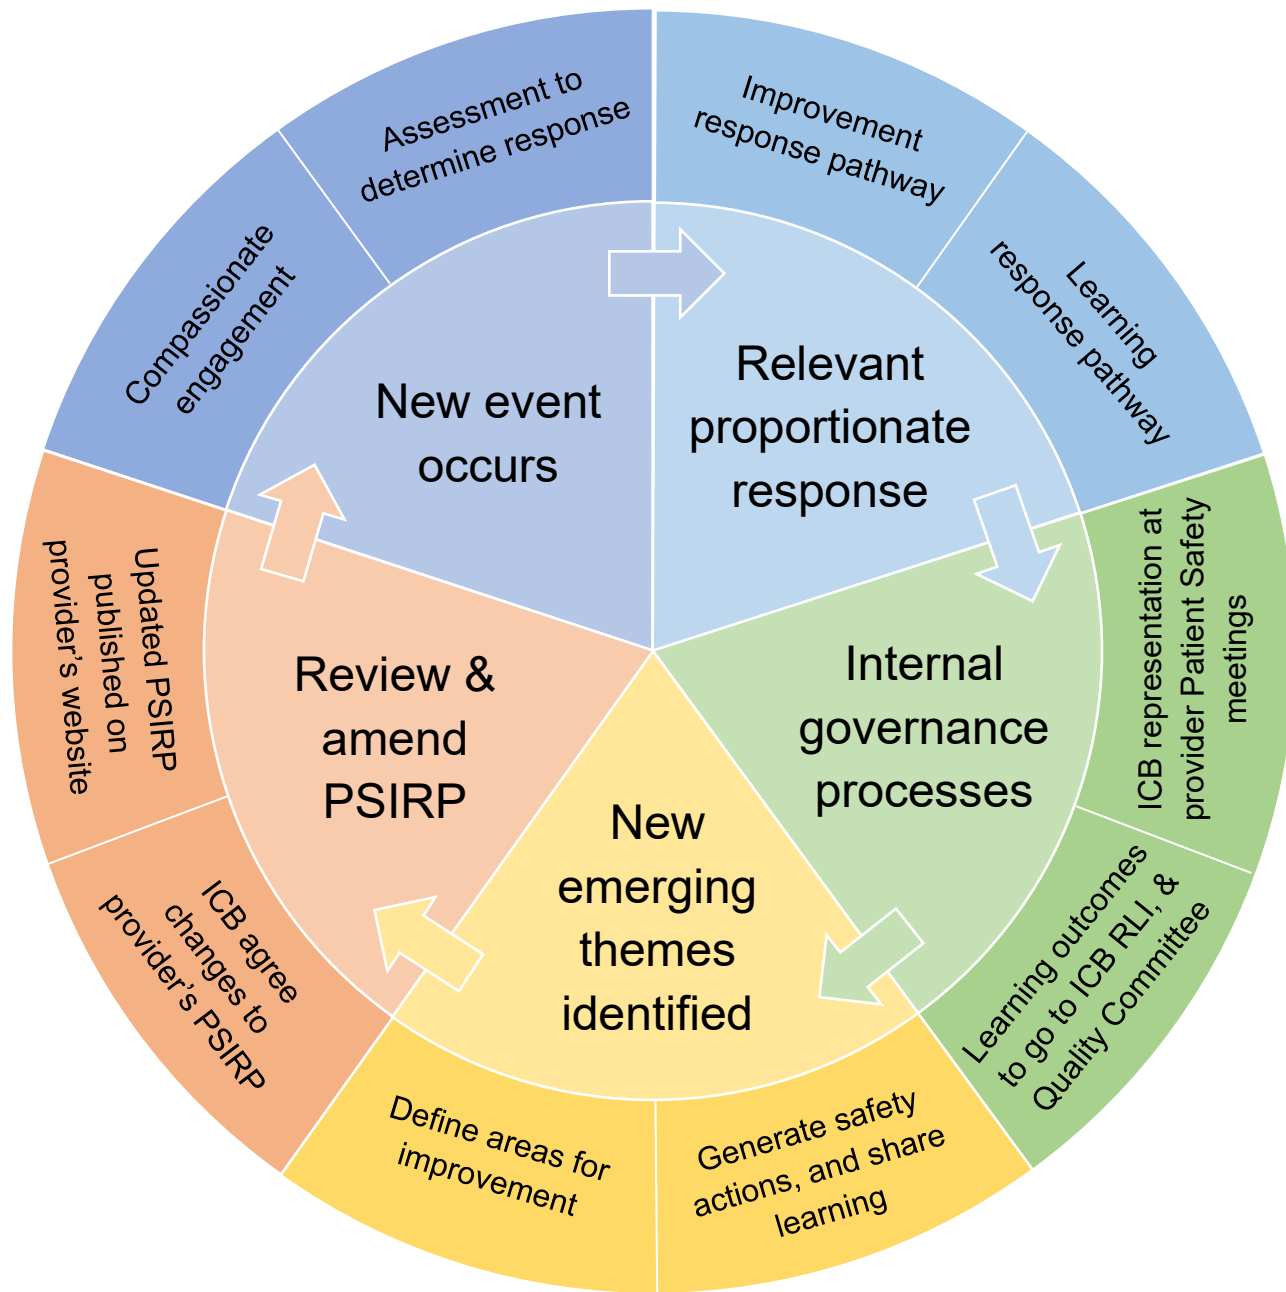 Assessment to
determine response
Improvement
response pathway
Learning
response pathway
Compassionate
engagement
New event
occurs
Relevant
proportionate
response
ICB representation at
provider Patient Safety
meetings
Internal
governance
processes
Learning outcomes
to go to ICB RLI, &
Quality Committee
New
emerging
themes
identified
Generate safety
actions, and share
learning
Define areas for
improvement
Review &
amend
PSIRP
ICB agree
changes to
provider’s PSIRP
Updated PSIRP
published on
provider’s website